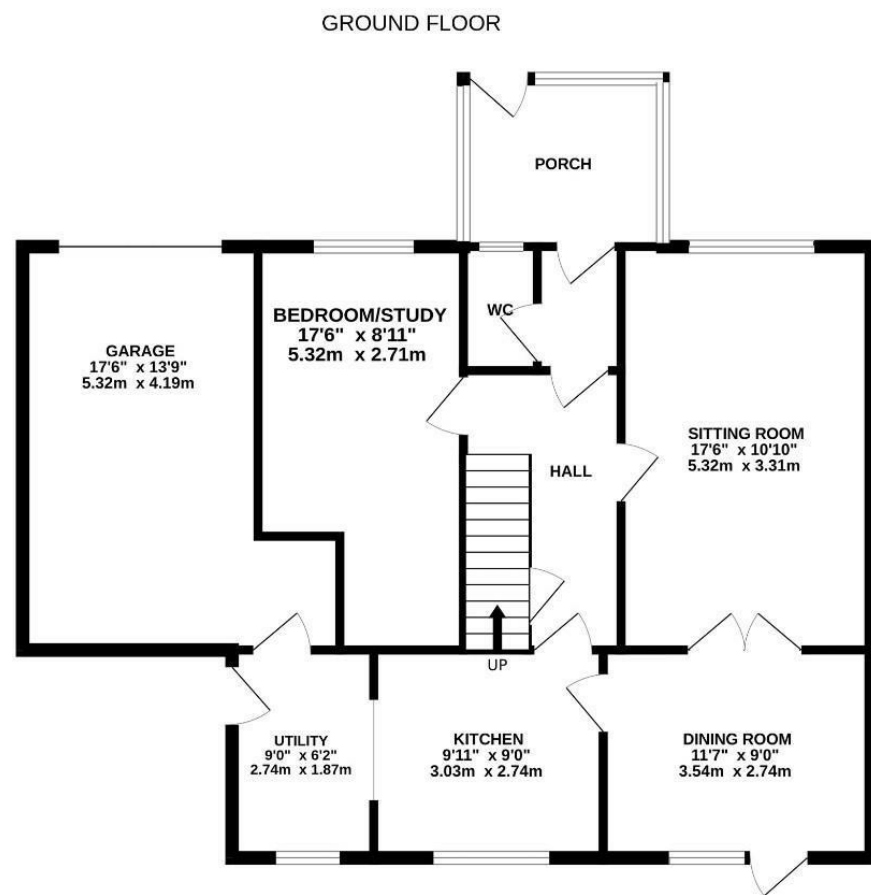 GROUND FLOOR
PORCH
BEDROOM/STUDY
17'6" x 8'11"
5.32m x 2.71m
WC
GARAGE
17'6" x 13'9"
5.32m x 4.19m
SITTING ROOM
17'6" x 10'10"
5.32m x 3.31m
HALL
UP
UTILITY
9'0" x 6'2"
2.74m x 1.87m
KITCHEN
9'11" x 9'0"
3.03m x 2.74m
DINING ROOM
11'7" x 9'0"
3.54m x 2.74m